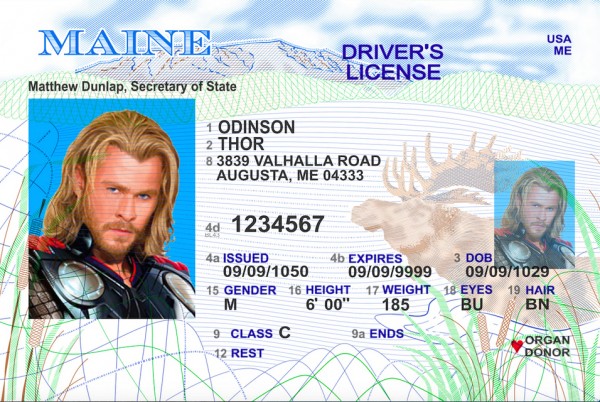 MAINE
USA
ME
DRIVER'S
LICENSE
Matthew Dunlap, Secretary of State
1 ODINSON
2 THOR
8 3839 VALHALLA ROAD
AUGUSTA, ME 04333
4d 1234567
4a ISSUED 4b EXPIRES 3 DOB
09/09/1050 09/09/9999 09/09/1029
15 GENDER 16 HEIGHT 17 WEIGHT 18 EYES 19 HAIR
M 6' 00" 185 BU BN
9 CLASS C 9a ENDS
12 REST
ORGAN
DONOR